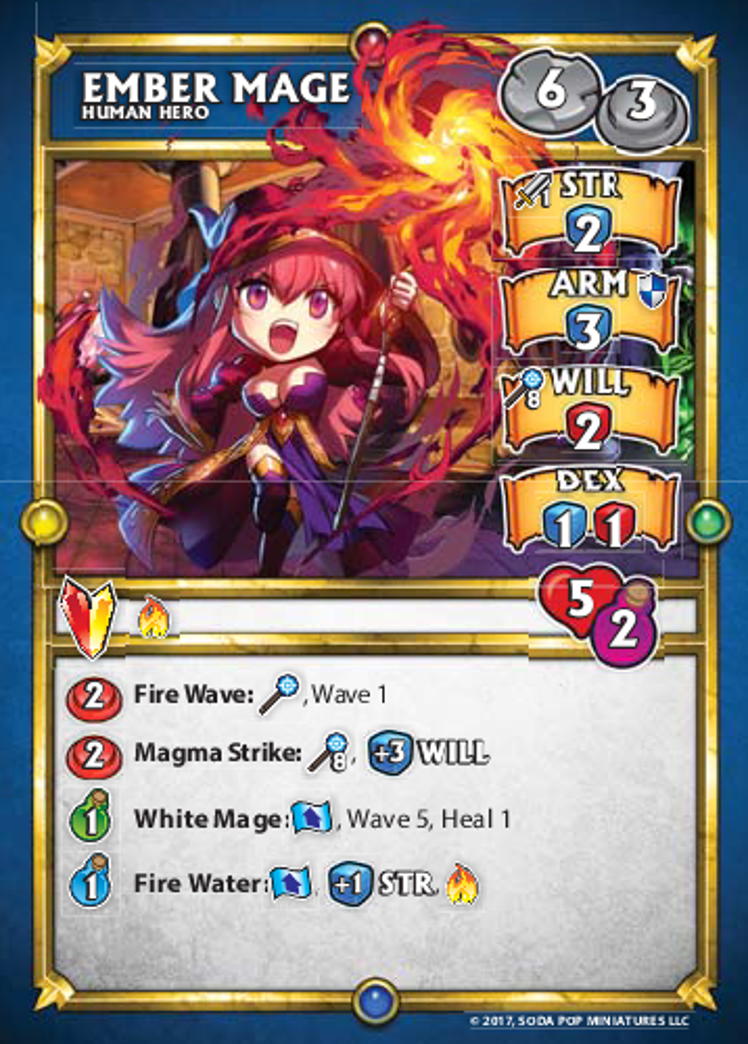 EMBER MAGE
HUMAN HERO
6 3
1 STR
2
ARM
3
WILL
8
2
DEX
1 1
5
2
2 Fire Wave: , Wave 1
2 Magma Strike: 8, +3 WILL
1 White Mage: , Wave 5, Heal 1
1 Fire Water: , +1 STR,
© 2017, SODA POP MINIATURES LLC